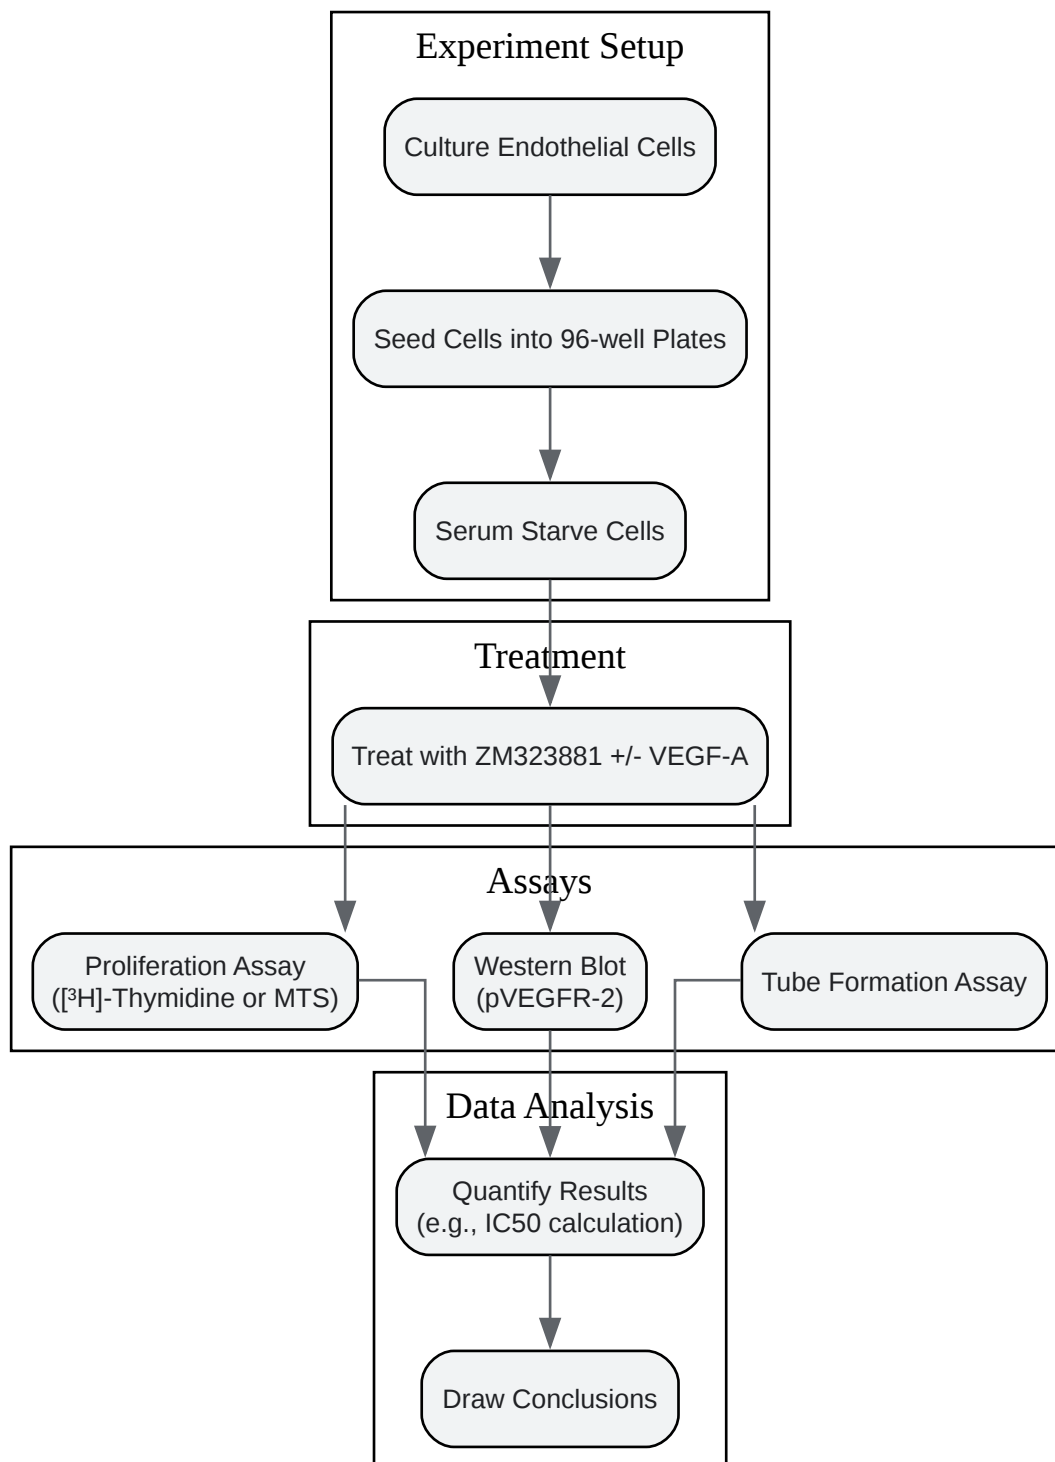 Experiment Setup
Culture Endothelial Cells
Seed Cells into 96-well Plates
Serum Starve Cells
Treatment
Treat with ZM323881 +/- VEGF-A
Assays
Proliferation Assay
([³H]-Thymidine or MTS)
Western Blot
(pVEGFR-2)
Tube Formation Assay
Data Analysis
Quantify Results
(e.g., IC50 calculation)
Draw Conclusions